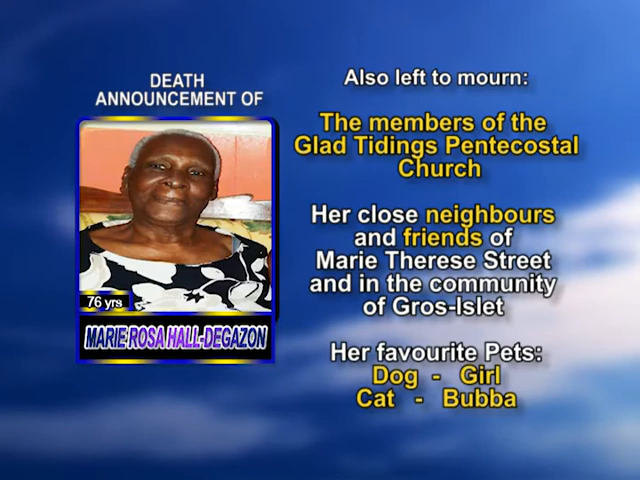 DEATH
ANNOUNCEMENT OF
76 yrs
MARIE ROSA HALL-DEGAZON
Also left to mourn:
The members of the
Glad Tidings Pentecostal
Church
Her close neighbours
and friends of
Marie Therese Street
and in the community
of Gros-Islet
Her favourite Pets:
Dog - Girl
Cat - Bubba